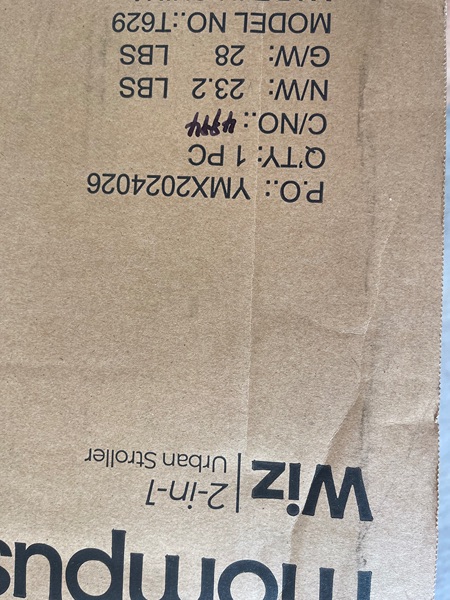 mompus
Wiz | 2-in-1
Urban Stroller
P.O.: YMX2024026
Q'TY: 1 PC
C/NO.:
N/W: 23.2 LBS
G/W: 28 LBS
MODEL NO.:T629